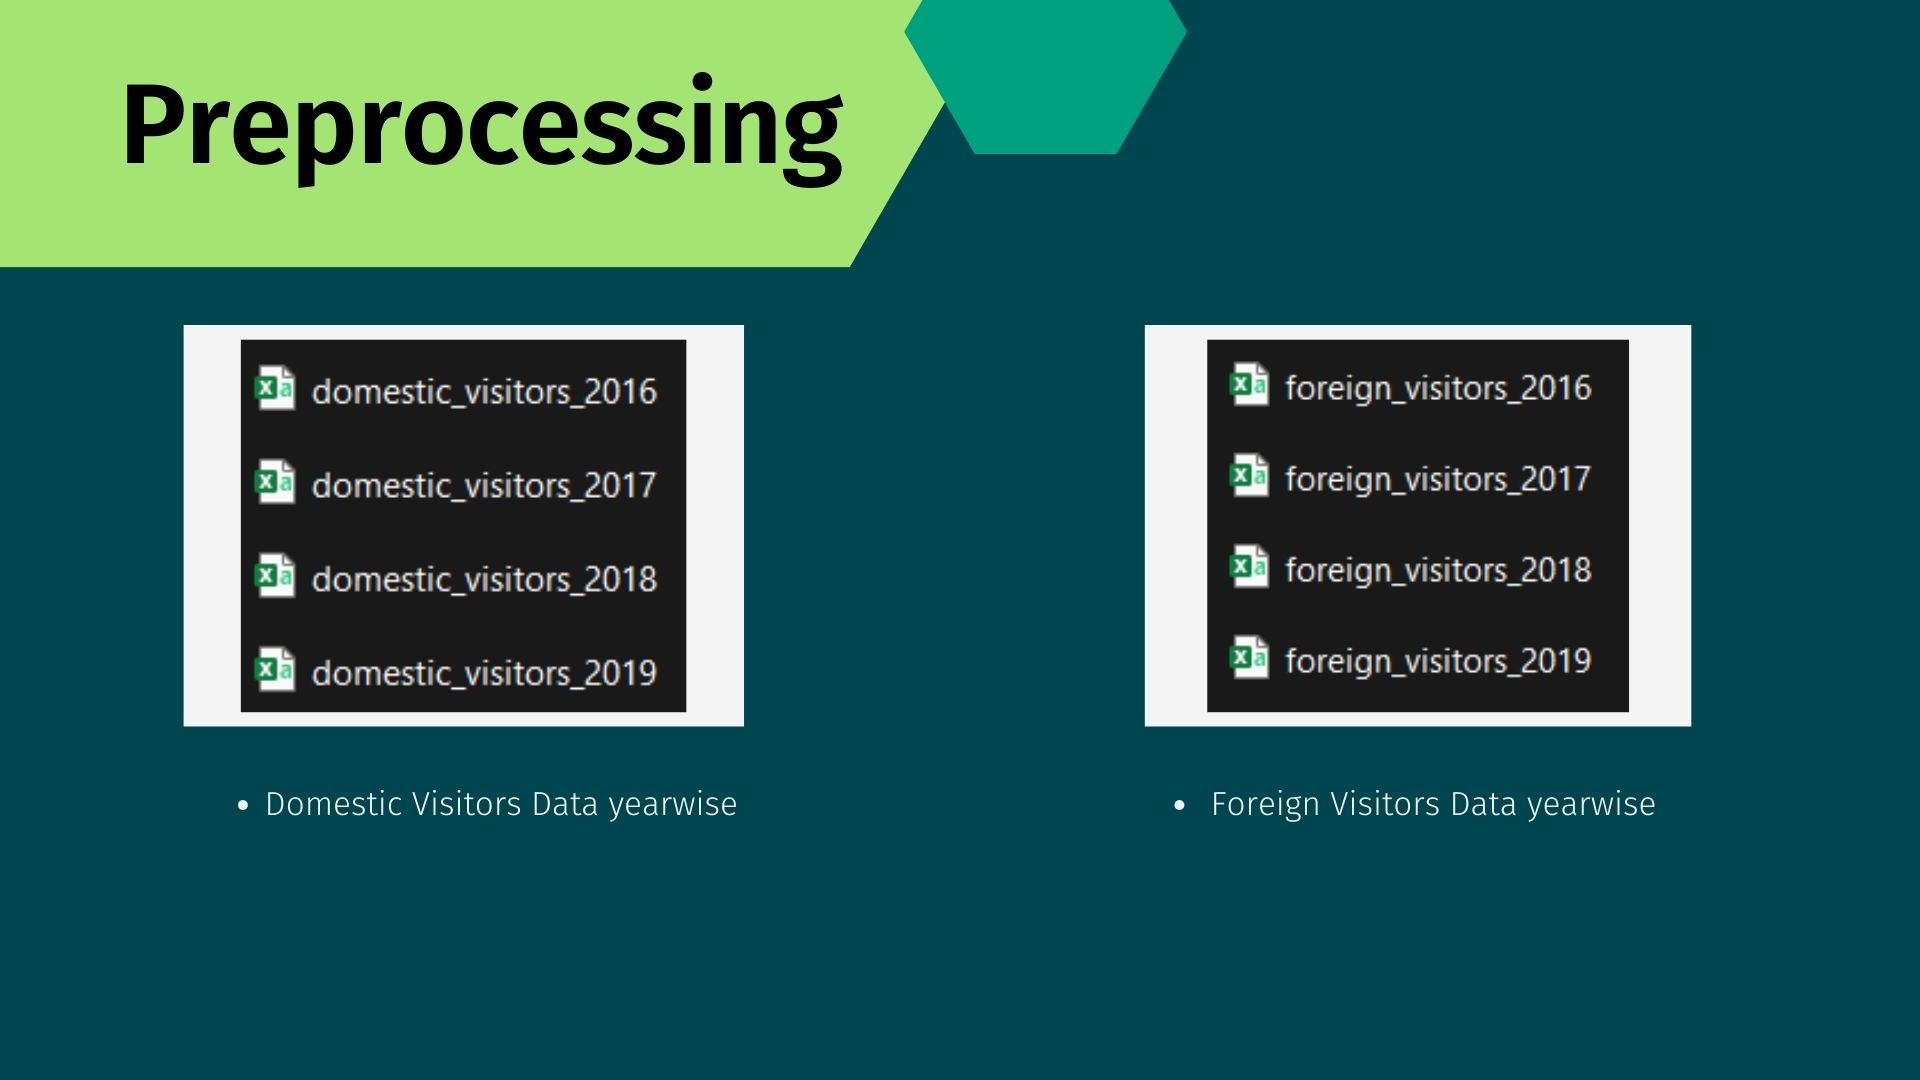 Preprocessing
domestic_visitors_2016
domestic_visitors_2017
domestic_visitors_2018
domestic_visitors_2019
foreign_visitors_2016
foreign_visitors_2017
foreign_visitors_2018
foreign_visitors_2019
• Domestic Visitors Data yearwise
• Foreign Visitors Data yearwise